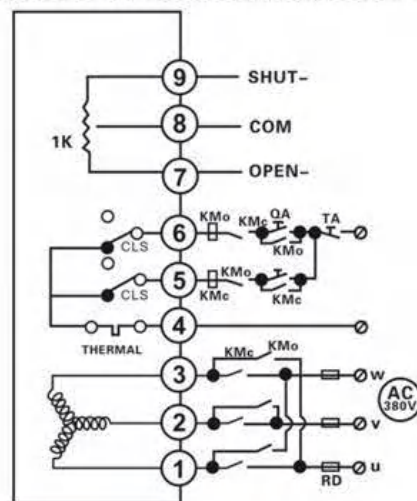 9 SHUT-
8 COM
1K
7 OPEN-
6 KMo KMc QA KMo TA
CLS
5 KMc KMo KMc
CLS
4
THERMAL
3 KMc KMo w
AC
380V
2 v
1 u
RD